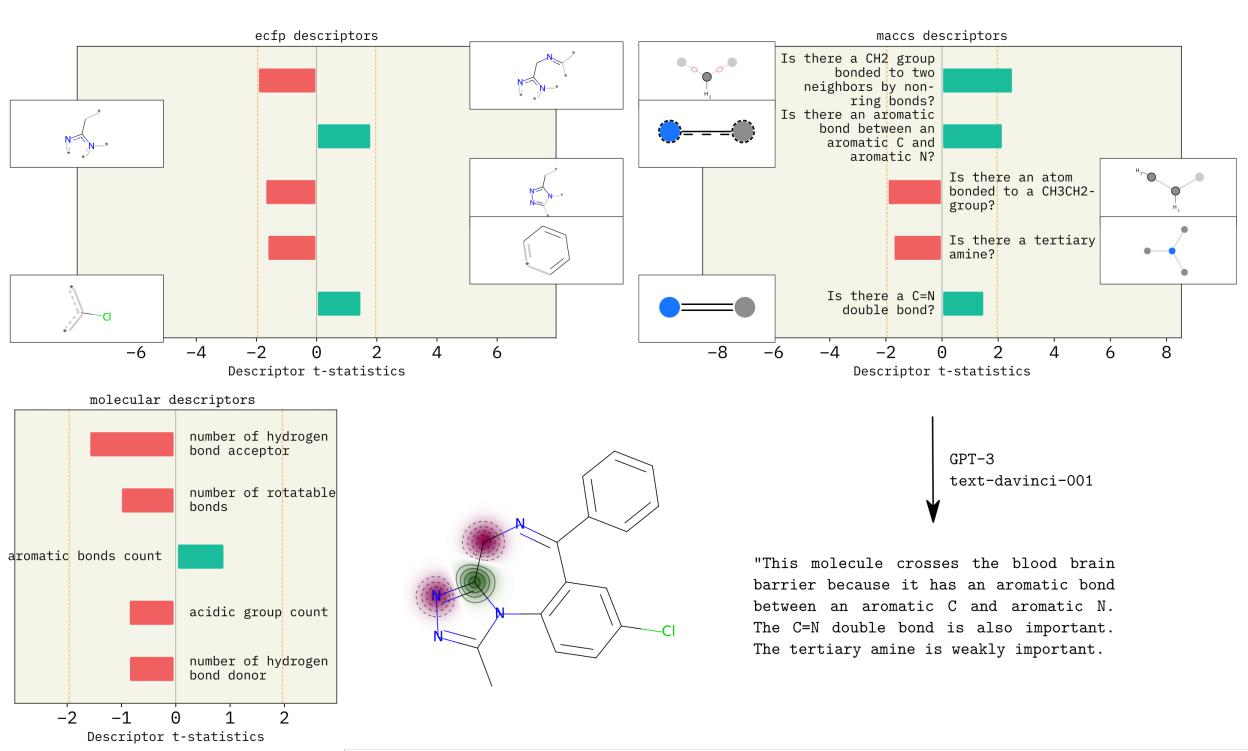 ecfp descriptors
N
N
N
N
N
Cl
−6 −4 −2 0 2 4 6
Descriptor t-statistics
maccs descriptors
Is there a CH2 group
bonded to two
neighbors by non-
ring bonds?
Is there an aromatic
bond between an
aromatic C and
aromatic N?
Is there an atom
bonded to a CH3CH2-
group?
Is there a tertiary
amine?
Is there a C=N
double bond?
−8 −6 −4 −2 0 2 4 6 8
Descriptor t-statistics
molecular descriptors
number of hydrogen
bond acceptor
number of rotatable
bonds
aromatic bonds count
acidic group count
number of hydrogen
bond donor
−2 −1 0 1 2
Descriptor t-statistics
N
N
N
N
Cl
GPT-3
text-davinci-001
"This molecule crosses the blood brain
barrier because it has an aromatic bond
between an aromatic C and aromatic N.
The C=N double bond is also important.
The tertiary amine is weakly important.